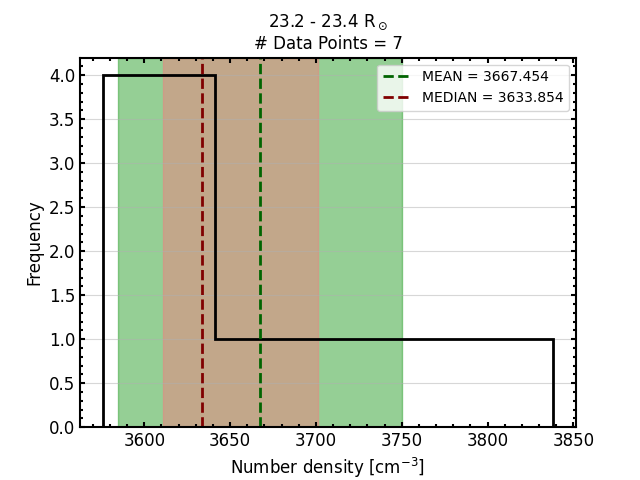 23.2 - 23.4 R⊙
# Data Points = 7
MEAN = 3667.454
MEDIAN = 3633.854
4.0
3.5
3.0
2.5
2.0
1.5
1.0
0.5
0.0
Frequency
3600 3650 3700 3750 3800 3850
Number density [cm⁻³]